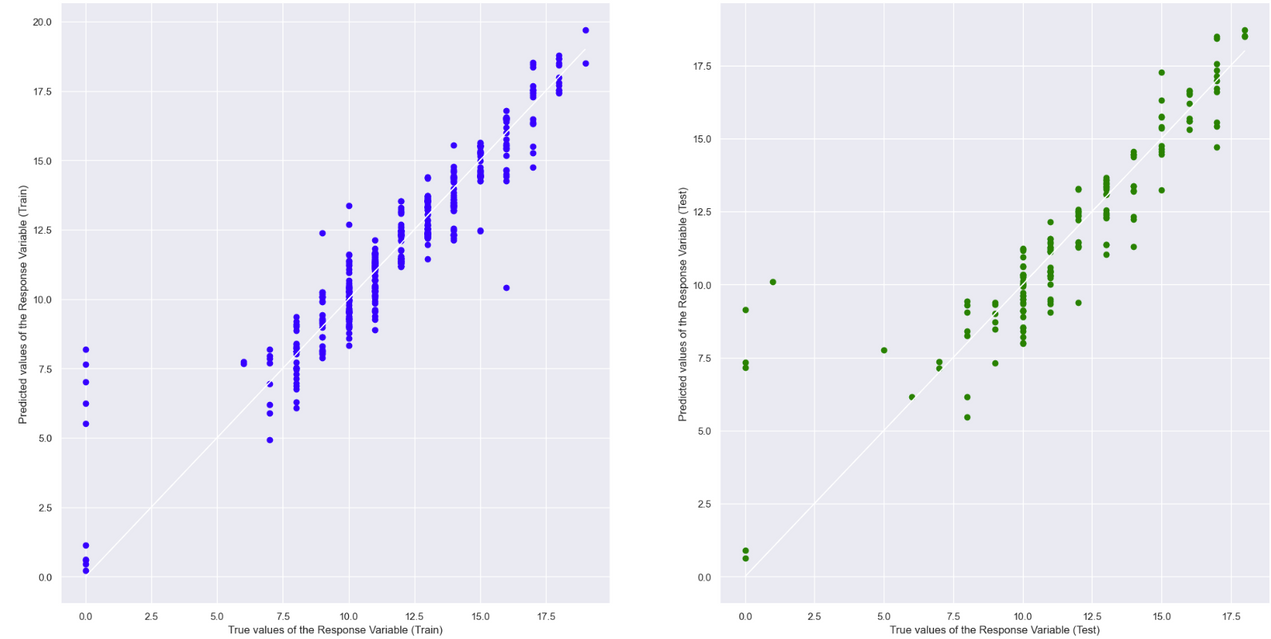 20.0
17.5
15.0
12.5
10.0
7.5
5.0
2.5
0.0
Predicted values of the Response Variable (Train)
0.0 2.5 5.0 7.5 10.0 12.5 15.0 17.5
True values of the Response Variable (Train)
17.5
15.0
12.5
10.0
7.5
5.0
2.5
0.0
Predicted values of the Response Variable (Test)
0.0 2.5 5.0 7.5 10.0 12.5 15.0 17.5
True values of the Response Variable (Test)